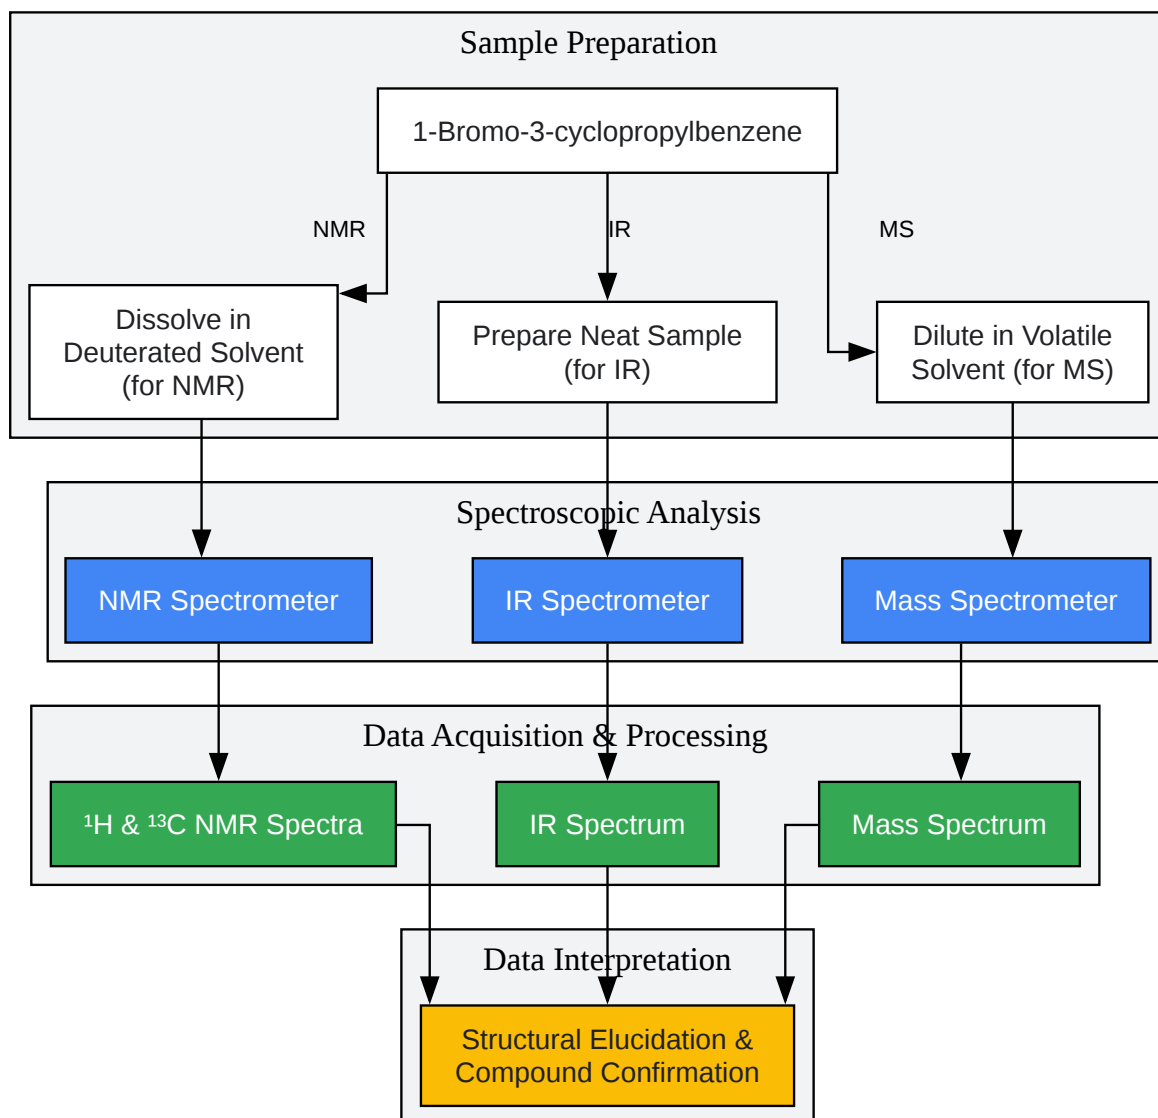 Sample Preparation
1-Bromo-3-cyclopropylbenzene
NMR
IR
MS
Dissolve in
Deuterated Solvent
(for NMR)
Prepare Neat Sample
(for IR)
Dilute in Volatile
Solvent (for MS)
Spectroscopic Analysis
NMR Spectrometer
IR Spectrometer
Mass Spectrometer
Data Acquisition & Processing
¹H & ¹³C NMR Spectra
IR Spectrum
Mass Spectrum
Data Interpretation
Structural Elucidation &
Compound Confirmation